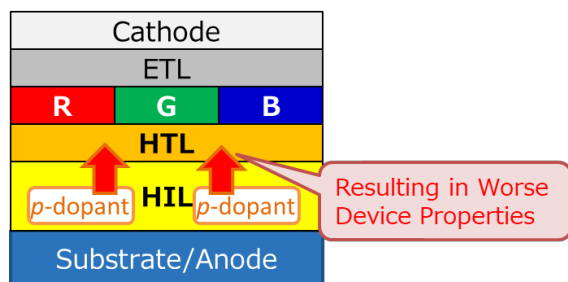 Cathode
ETL
R G B
HTL
p-dopant HIL p-dopant
Resulting in Worse
Device Properties
Substrate/Anode